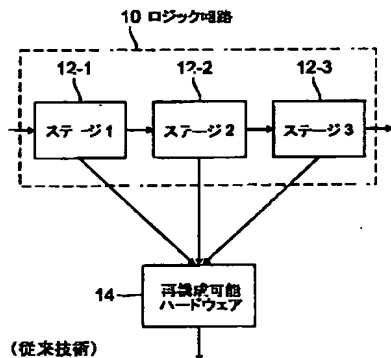 10 ロジック回路
12-1 12-2 12-3
ステージ1 ステージ2 ステージ3
14
再構成可能
ハードウェア
(従来技術)